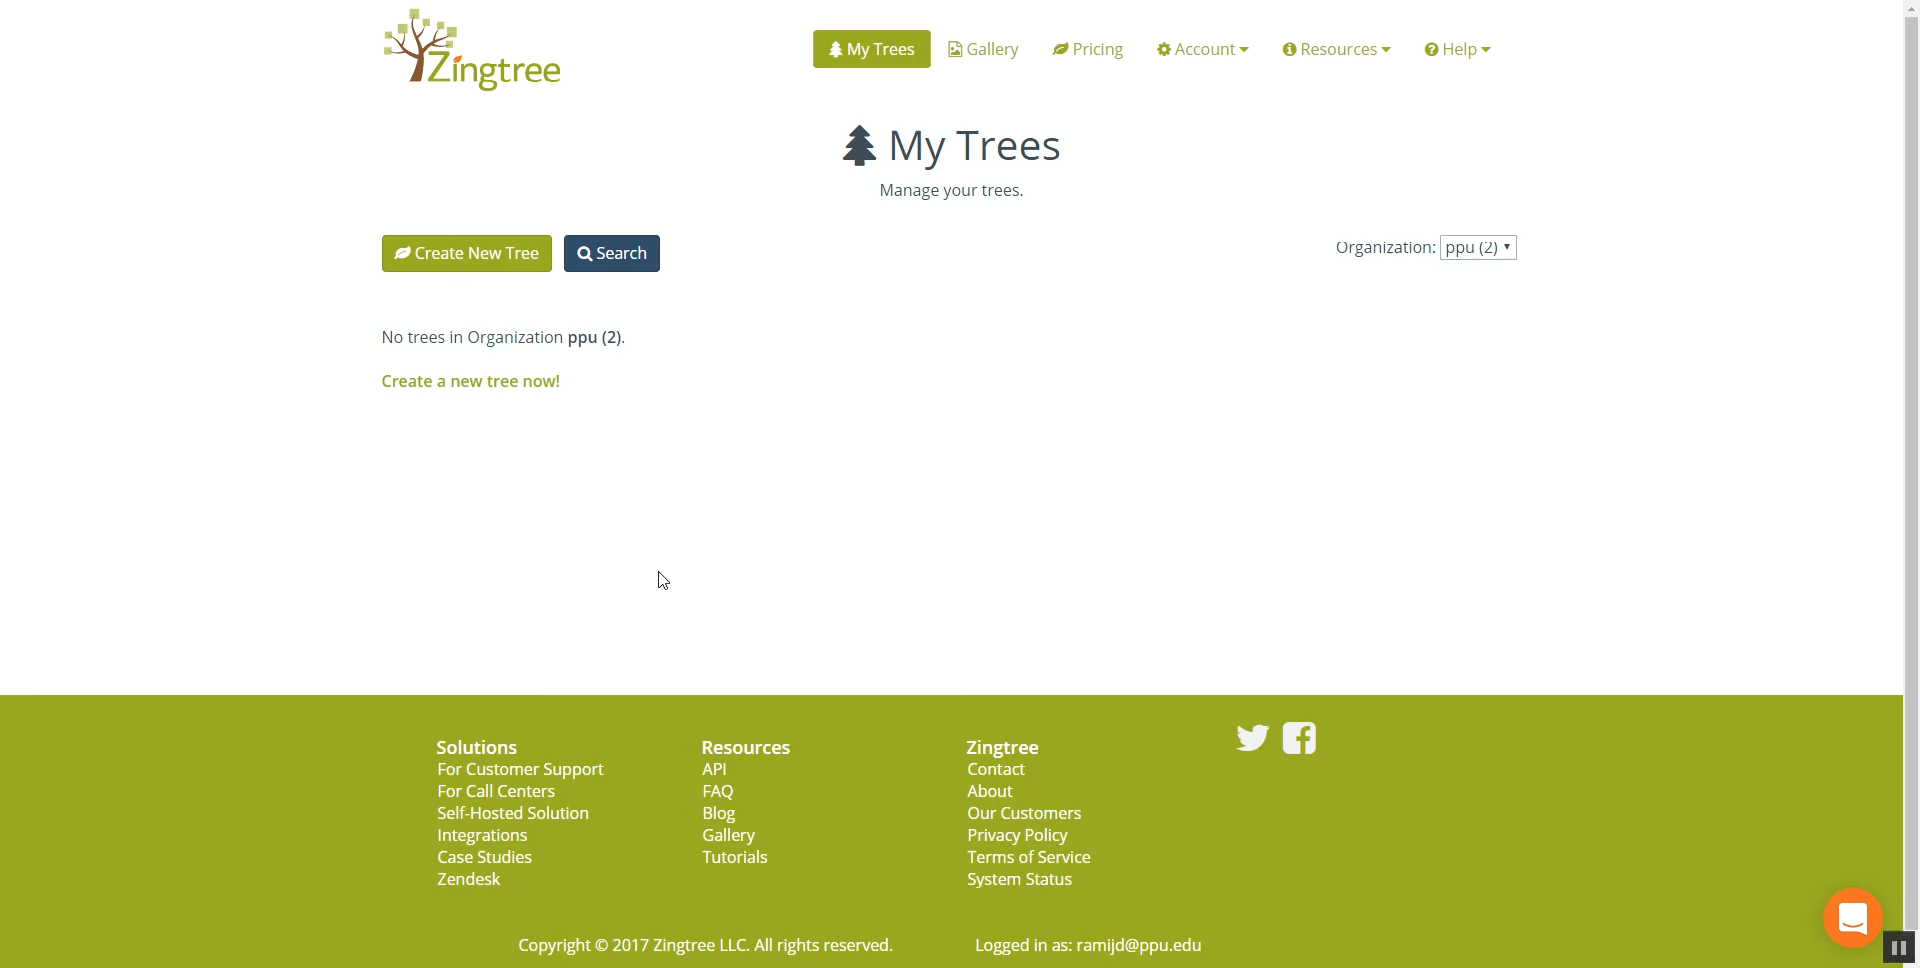 Zingtree
My Trees
Gallery
Pricing
Account
Resources
Help
My Trees
Manage your trees.
Create New Tree
Search
Organization: ppu (2)
No trees in Organization ppu (2).
Create a new tree now!
Solutions
For Customer Support
For Call Centers
Self-Hosted Solution
Integrations
Case Studies
Zendesk
Resources
API
FAQ
Blog
Gallery
Tutorials
Zingtree
Contact
About
Our Customers
Privacy Policy
Terms of Service
System Status
Copyright © 2017 Zingtree LLC. All rights reserved.
Logged in as: ramijd@ppu.edu